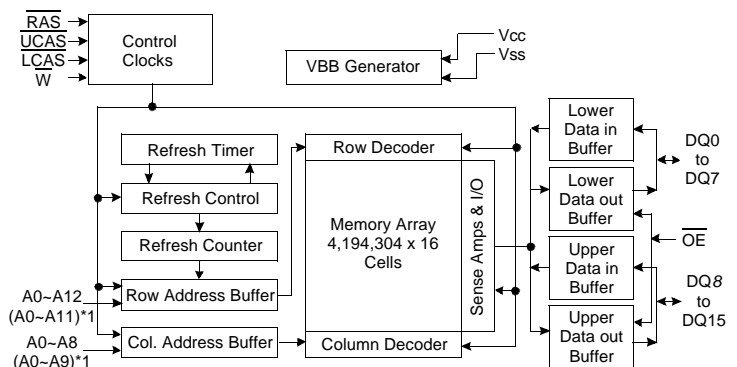 RAS
UCAS
LCAS
W
Control
Clocks
VBB Generator
Vcc
Vss
Refresh Timer
Refresh Control
Refresh Counter
Row Address Buffer
Col. Address Buffer
A0~A12
(A0~A11)*1
A0~A8
(A0~A9)*1
Row Decoder
Memory Array
4,194,304 x 16
Cells
Column Decoder
Sense Amps & I/O
Lower
Data in
Buffer
Lower
Data out
Buffer
Upper
Data in
Buffer
Upper
Data out
Buffer
DQ0
to
DQ7
OE
DQ8
to
DQ15